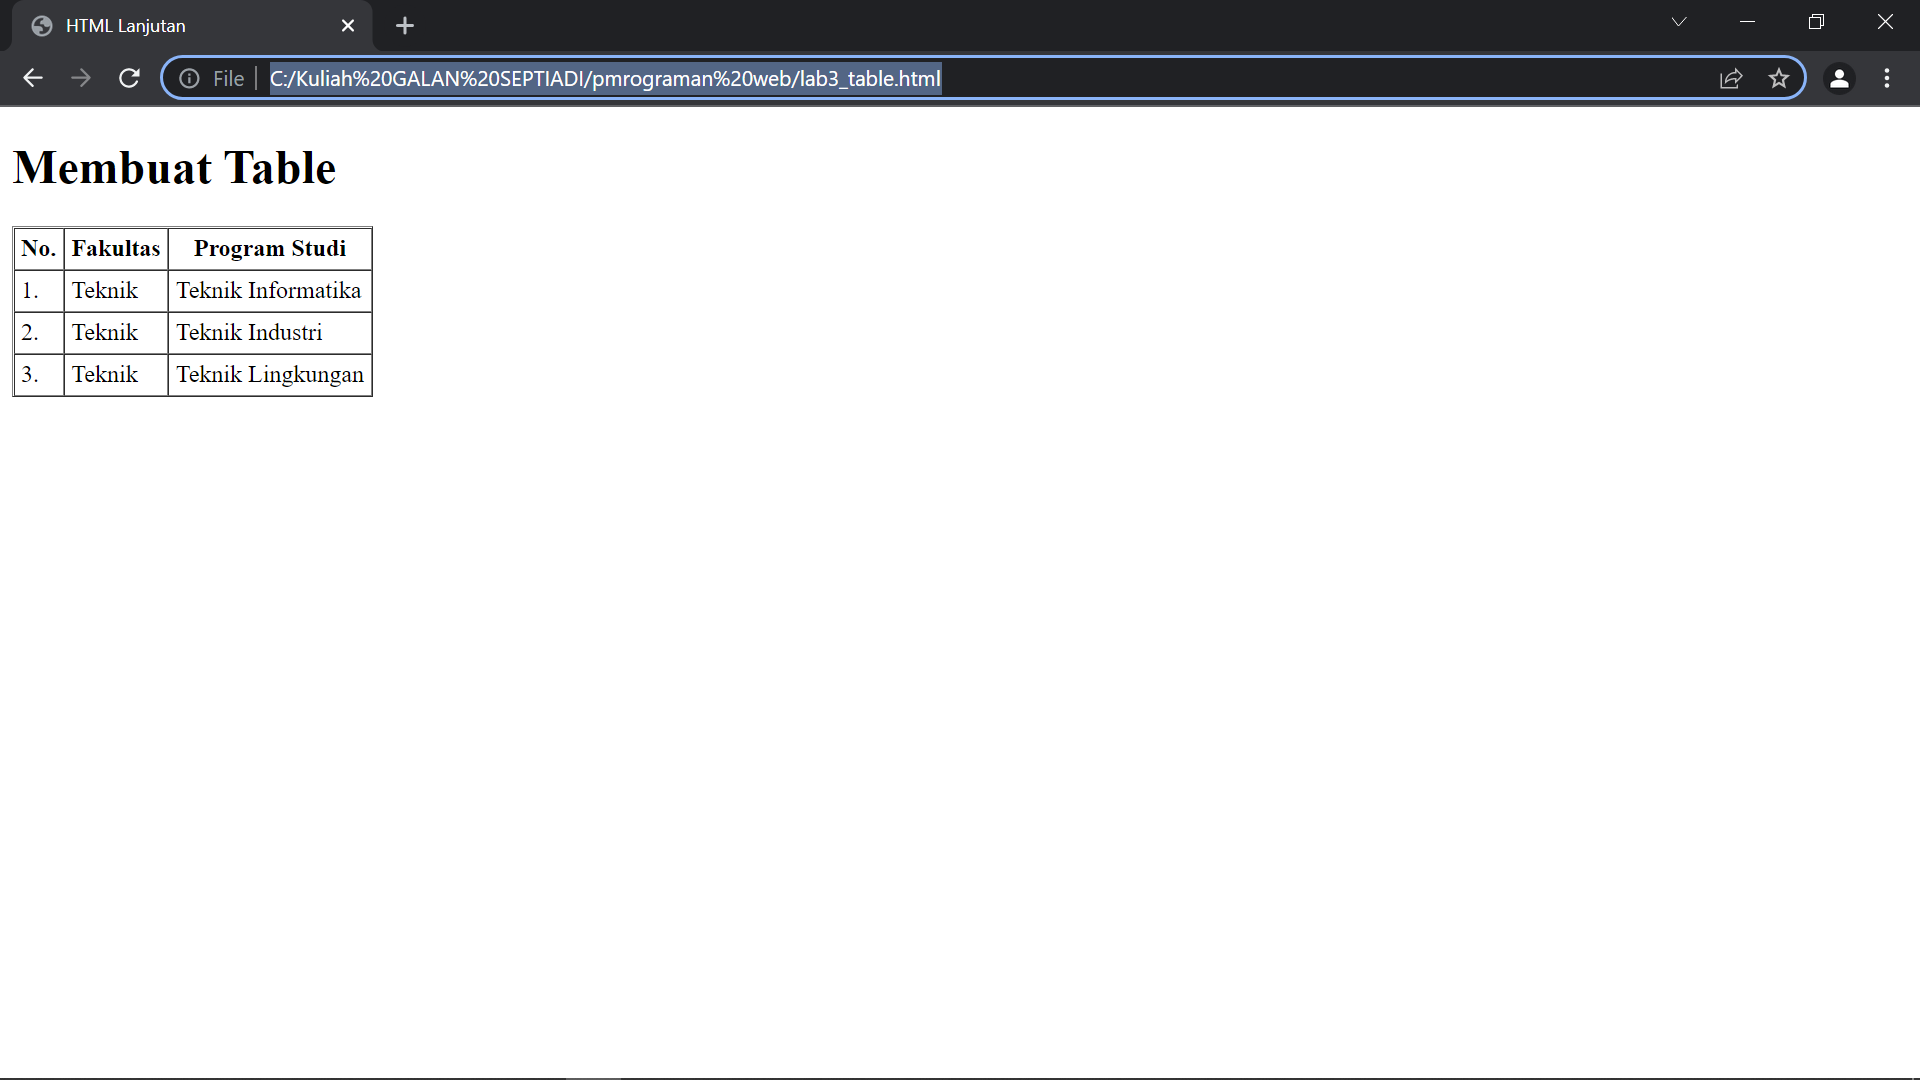 HTML Lanjutan
File C:/Kuliah%20GALAN%20SEPTIADI/pmrograman%20web/lab3_table.html
Membuat Table
No. Fakultas Program Studi
1. Teknik Teknik Informatika
2. Teknik Teknik Industri
3. Teknik Teknik Lingkungan